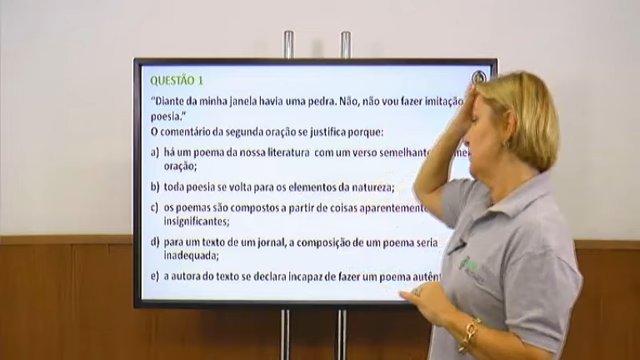 QUESTÃO 1
“Diante da minha janela havia uma pedra. Não, não vou fazer imitação
poesia.”
O comentário da segunda oração se justifica porque:
a) há um poema da nossa literatura com um verso semelhante
oração;
b) toda poesia se volta para os elementos da natureza;
c) os poemas são compostos a partir de coisas
insignificantes;
d) para um texto de um jornal, a composição de um poema seria
inadequada;
e) a autora do texto se declara incapaz de fazer um poema